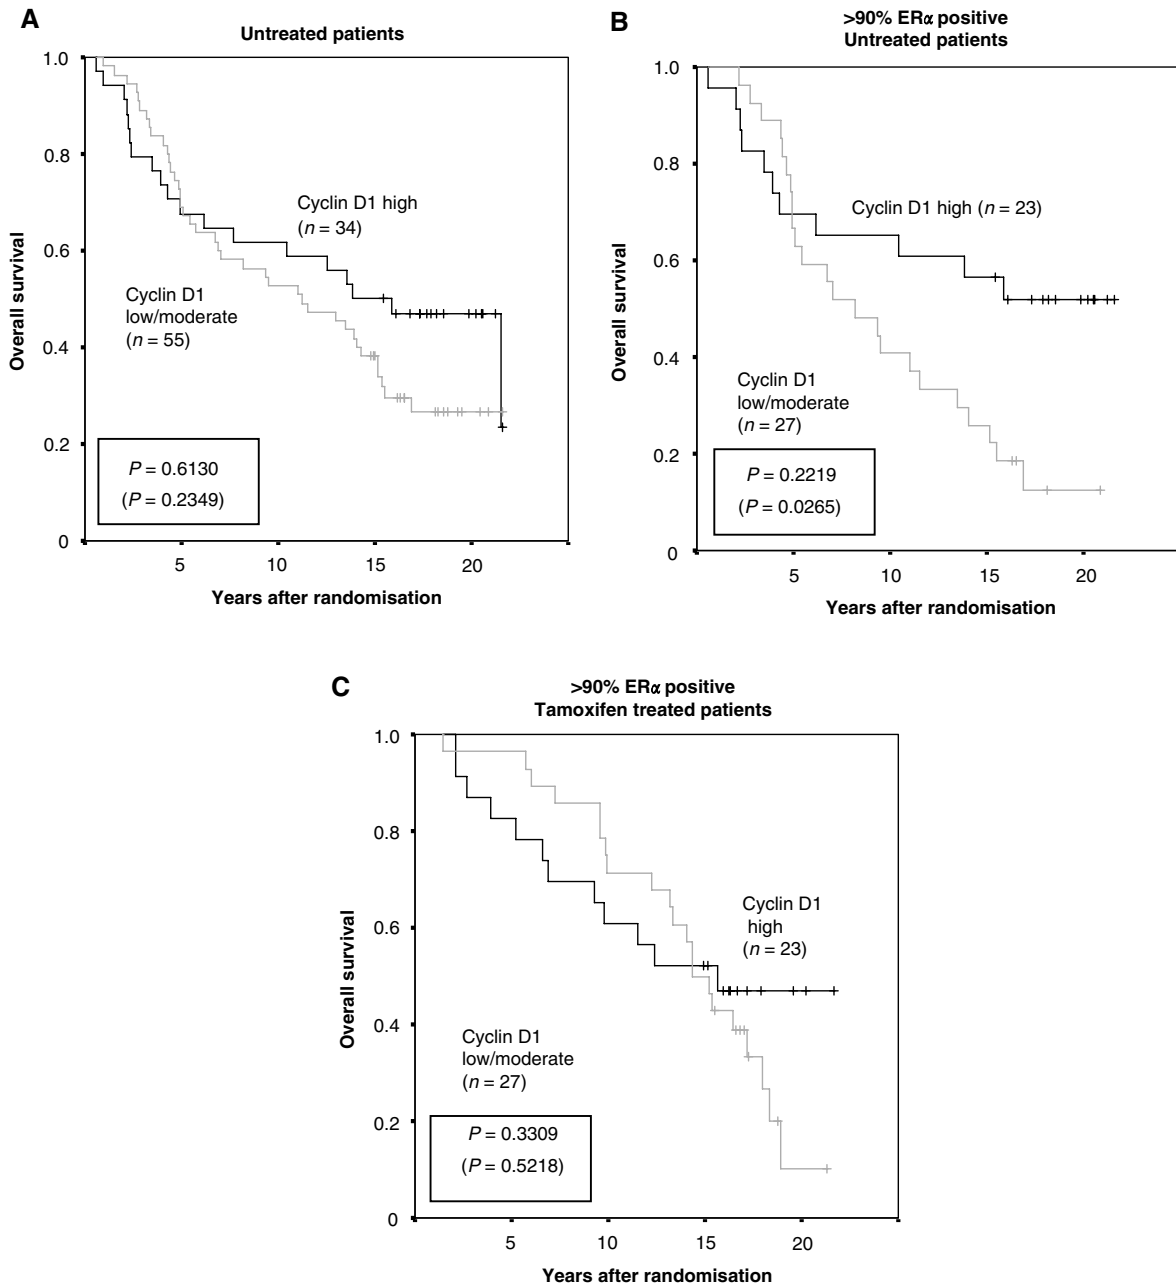 A
Untreated patients
1.0
0.8
0.6
0.4
0.2
0
Overall survival
Cyclin D1 high
(n = 34)
Cyclin D1
low/moderate
(n = 55)
P = 0.6130
(P = 0.2349)
5 10 15 20
Years after randomisation
B
>90% ERα positive
Untreated patients
1.0
0.8
0.6
0.4
0.2
0
Overall survival
Cyclin D1 high (n = 23)
Cyclin D1
low/moderate
(n = 27)
P = 0.2219
(P = 0.0265)
5 10 15 20
Years after randomisation
C
>90% ERα positive
Tamoxifen treated patients
1.0
0.8
0.6
0.4
0.2
0
Overall survival
Cyclin D1
high
(n = 23)
Cyclin D1
low/moderate
(n = 27)
P = 0.3309
(P = 0.5218)
5 10 15 20
Years after randomisation